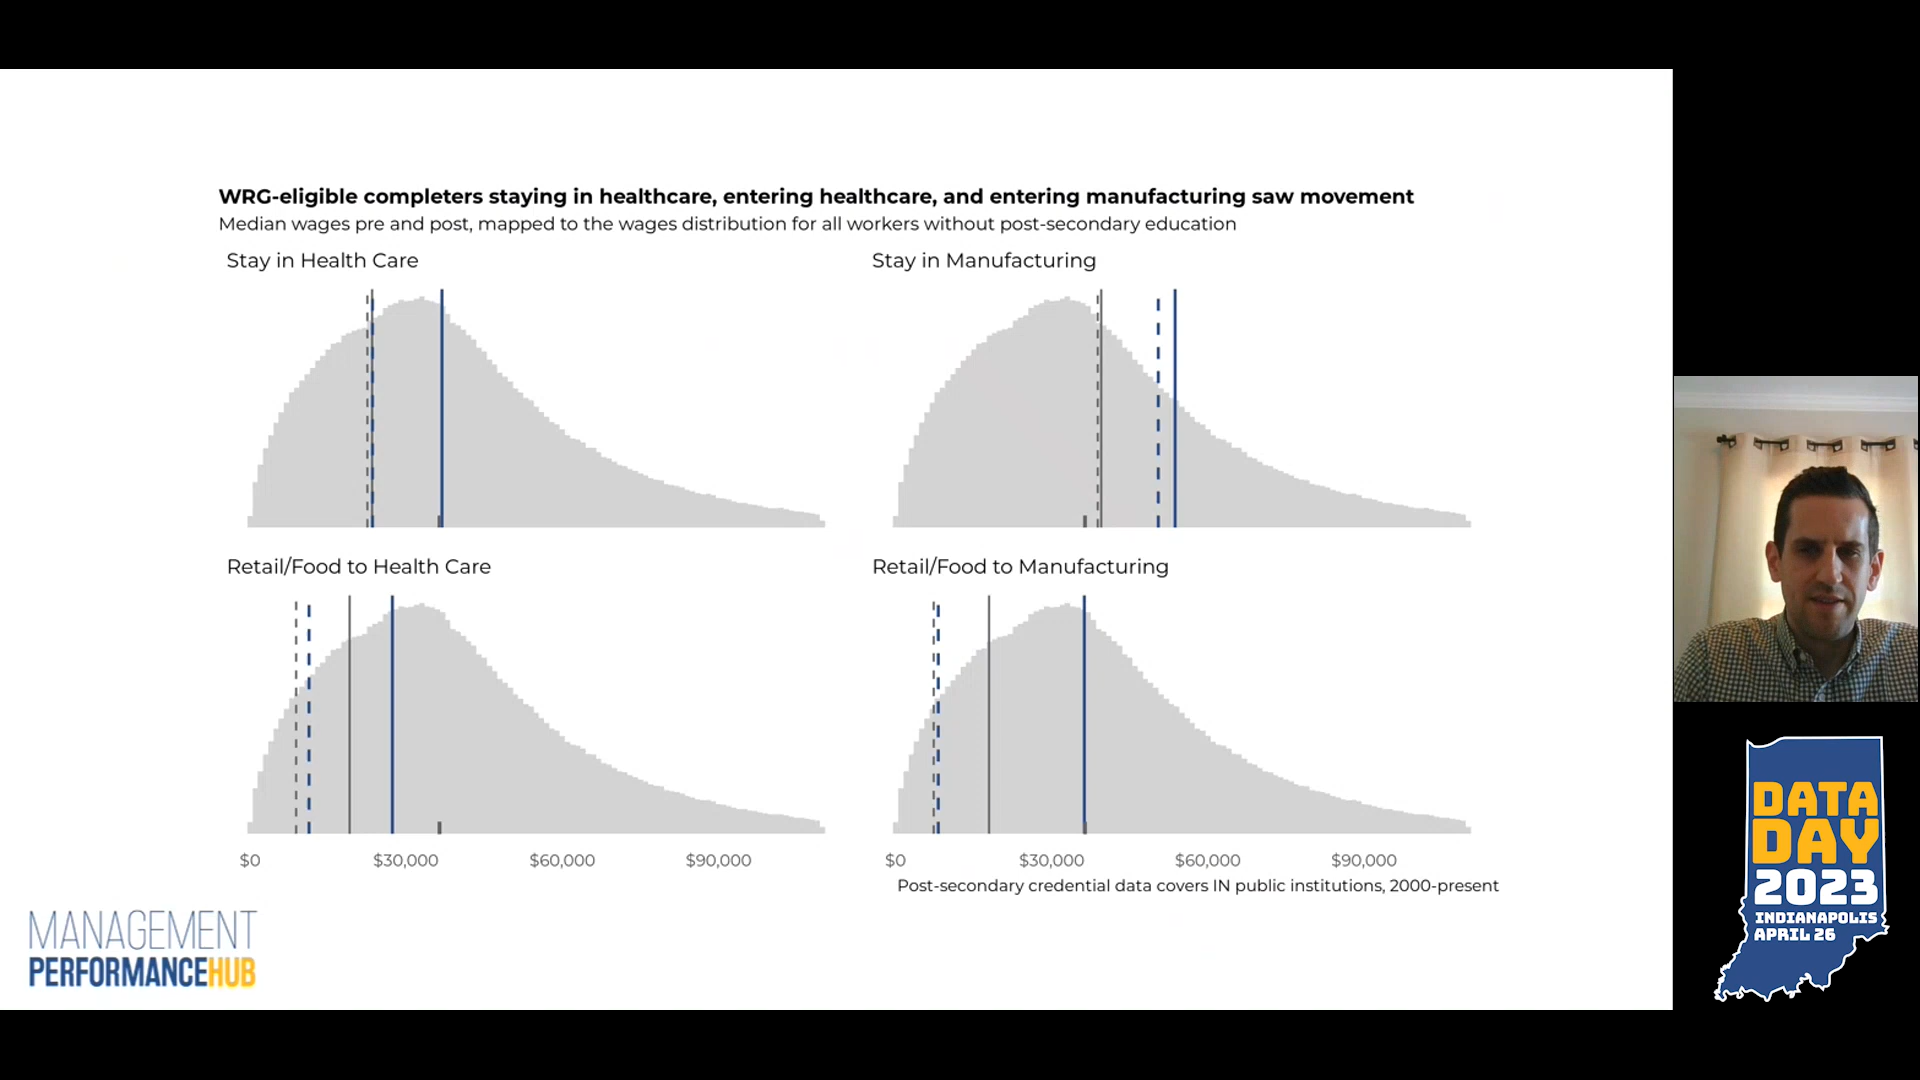 WRG-eligible completers staying in healthcare, entering healthcare, and entering manufacturing saw movement
Median wages pre and post, mapped to the wages distribution for all workers without post-secondary education
Stay in Health Care
Stay in Manufacturing
Retail/Food to Health Care
Retail/Food to Manufacturing
$0 $30,000 $60,000 $90,000
$0 $30,000 $60,000 $90,000
Post-secondary credential data covers IN public institutions, 2000-present
MANAGEMENT
PERFORMANCEHUB
DATA
DAY
2023
INDIANAPOLIS
APRIL 26